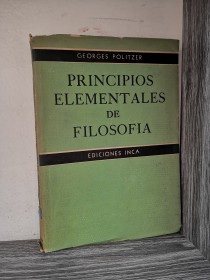 GEORGES POLITZER
PRINCIPIOS
ELEMENTALES
DE
FILOSOFIA
EDICIONES INCA